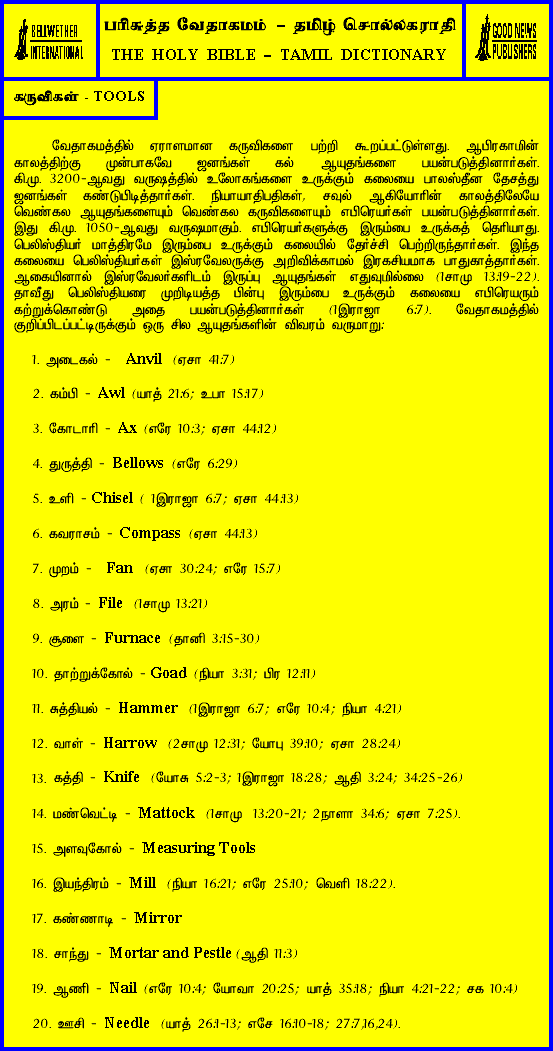 BELLWETHER
INTERNATIONAL
பரிசுத்த வேதாகமம் – தமிழ் சொல்லகராதி
THE HOLY BIBLE – TAMIL DICTIONARY
GOOD NEWS
PUBLISHERS
கருவிகள் - TOOLS
வேதாகமத்தில் ஏராளமான கருவிகளை பற்றி கூறப்பட்டுள்ளது. ஆபிரகாமின்
காலத்திற்கு முன்பாகவே ஜனங்கள் கல் ஆயுதங்களை பயன்படுத்தினார்கள்.
கி.மு. 3200-ஆவது வருஷத்தில் உலோகங்களை உருக்கும் கலையை பாலஸ்தீன தேசத்து
ஜனங்கள் கண்டுபிடித்தார்கள். நியாயாதிபதிகள், சவுல் ஆகியோரின் காலத்திலேயே
வெண்கல ஆயுதங்களையும் வெண்கல கருவிகளையும் எபிரெயர்கள் பயன்படுத்தினார்கள்.
இது கி.மு. 1050-ஆவது வருஷமாகும். எபிரெயர்களுக்கு இரும்பை உருக்கத் தெரியாது.
பெலிஸ்தியர் மாத்திரமே இரும்பை உருக்கும் கலையில் தேர்ச்சி பெற்றிருந்தார்கள். இந்த
கலையை பெலிஸ்தியர்கள் இஸ்ரவேலருக்கு அறிவிக்காமல் இரகசியமாக பாதுகாத்தார்கள்.
ஆகையினால் இஸ்ரவேலர்களிடம் இருப்பு ஆயுதங்கள் எதுவுமில்லை (1சாமு 13:19-22).
தாவீது பெலிஸ்தியரை முறியடித்த பின்பு இரும்பை உருக்கும் கலையை எபிரெயரும்
கற்றுக்கொண்டு அதை பயன்படுத்தினார்கள் (1இராஜா 6:7). வேதாகமத்தில்
குறிப்பிடப்பட்டிருக்கும் ஒரு சில ஆயுதங்களின் விவரம் வருமாறு:
1. அடைகல் - Anvil (ஏசா 41:7)
2. கம்பி - Awl (யாத் 21:6; உபா 15:17)
3. கோடாரி - Ax (எரே 10:3; ஏசா 44:12)
4. துருத்தி - Bellows (எரே 6:29)
5. உளி - Chisel ( 1இராஜா 6:7; ஏசா 44:13)
6. கவராசம் - Compass (ஏசா 44:13)
7. முறம் - Fan (ஏசா 30:24; எரே 15:7)
8. அரம் - File (1சாமு 13:21)
9. சூளை - Furnace (தானி 3:15-30)
10. தாற்றுக்கோல் - Goad (நியா 3:31; பிர 12:11)
11. சுத்தியல் - Hammer (1இராஜா 6:7; எரே 10:4; நியா 4:21)
12. வாள் - Harrow (2சாமு 12:31; யோபு 39:10; ஏசா 28:24)
13. கத்தி - Knife (யோசு 5:2-3; 1இராஜா 18:28; ஆதி 3:24; 34:25-26)
14. மண்வெட்டி - Mattock (1சாமு 13:20-21; 2நாளா 34:6; ஏசா 7:25).
15. அளவுகோல் - Measuring Tools
16. இயந்திரம் - Mill (நியா 16:21; எரே 25:10; வெளி 18:22).
17. கண்ணாடி - Mirror
18. சாந்து - Mortar and Pestle (ஆதி 11:3)
19. ஆணி - Nail (எரே 10:4; யோவா 20:25; யாத் 35:18; நியா 4:21-22; சக 10:4)
20. ஊசி - Needle (யாத் 26:1-13; எசே 16:10-18; 27:7,16,24).